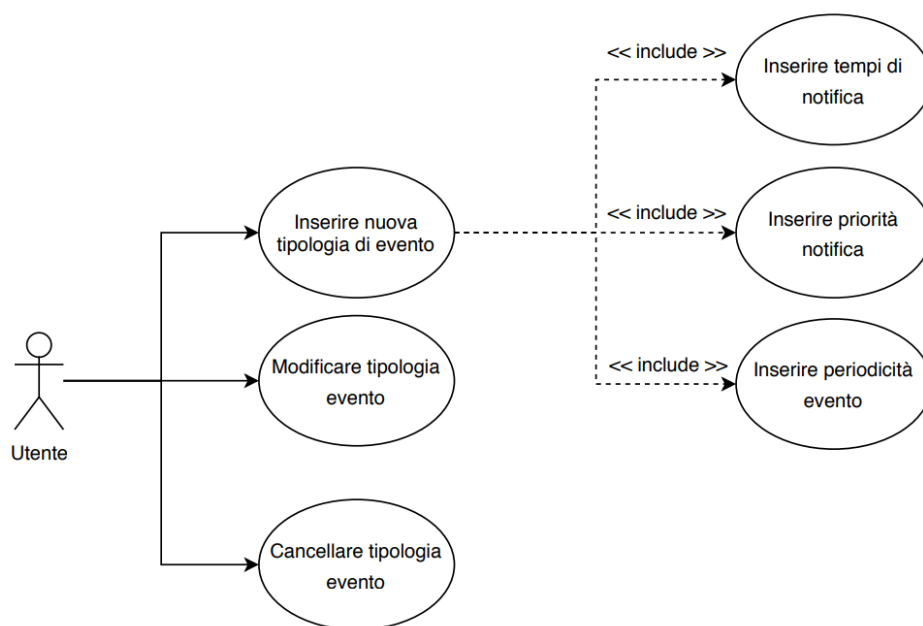 << include >>
Inserire tempi di
notifica
Inserire nuova
tipologia di evento
<< include >>
Inserire priorità
notifica
Modificare tipologia
evento
<< include >>
Inserire periodicità
evento
Utente
Cancellare tipologia
evento